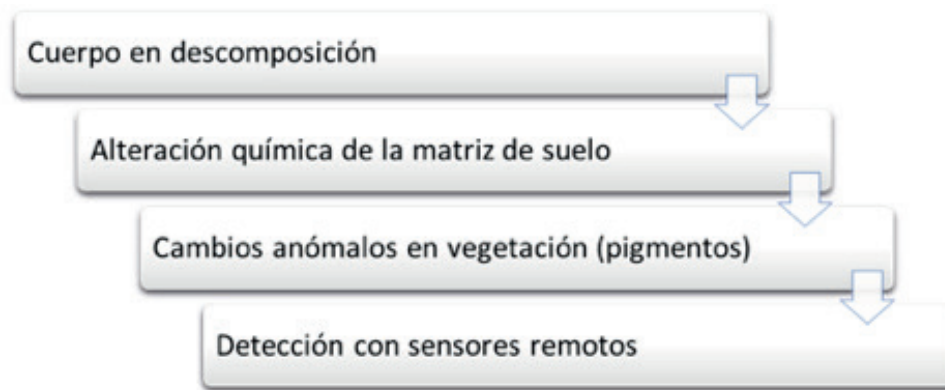 Cuerpo en descomposición
Alteración química de la matriz de suelo
Cambios anómalos en vegetación (pigmentos)
Detección con sensores remotos